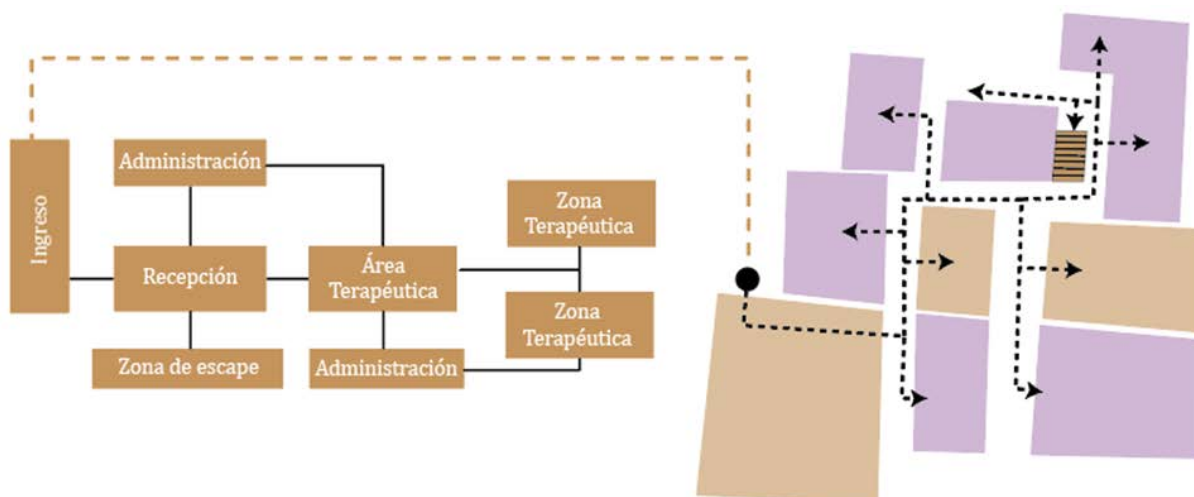 Ingreso
Administración
Recepción
Zona de escape
Área
Terapéutica
Administración
Zona
Terapéutica
Zona
Terapéutica